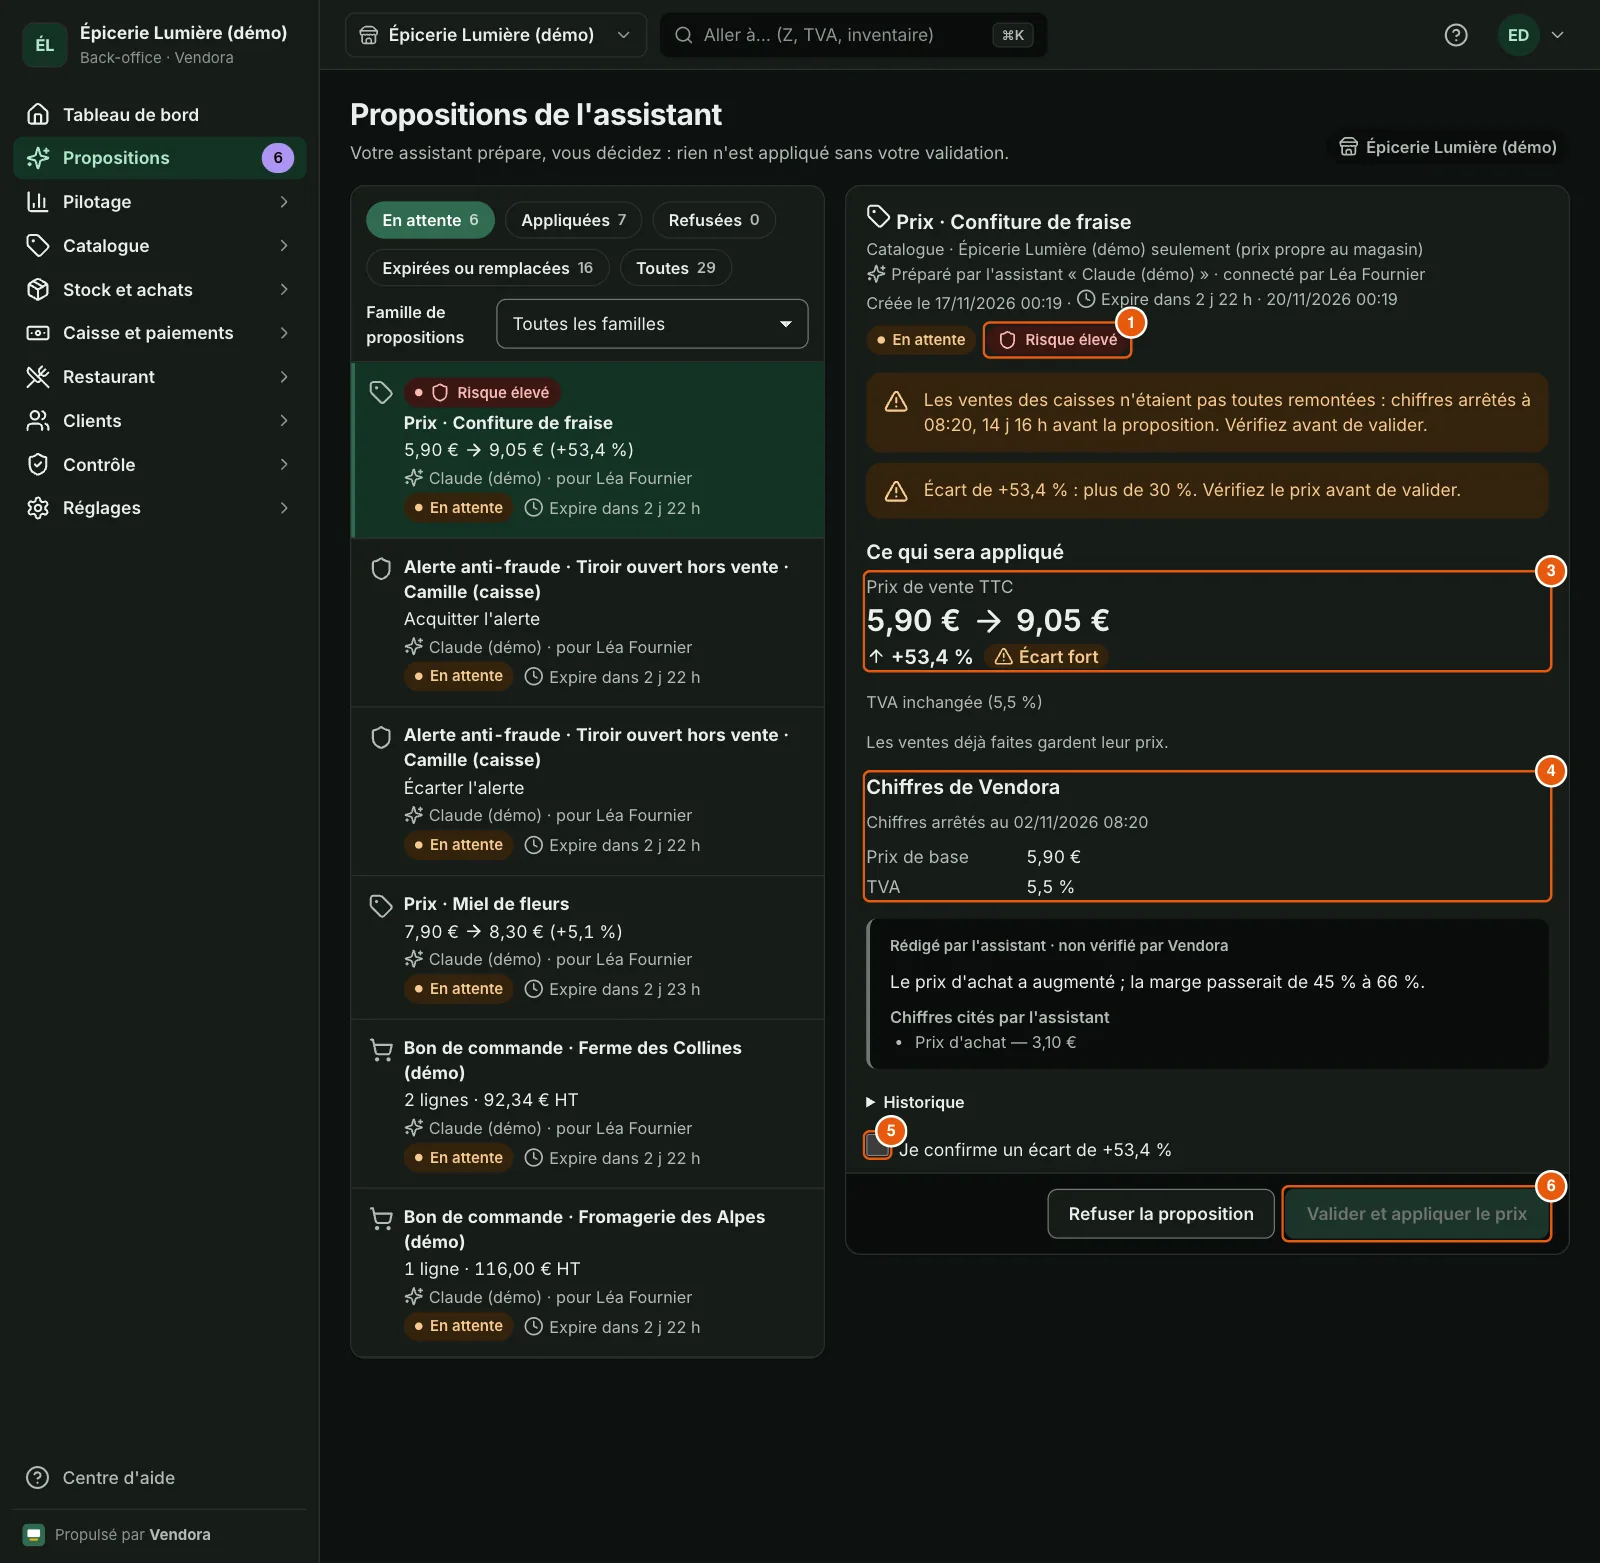 ÉL
Épicerie Lumière (démo)
Back-office · Vendora
Tableau de bord
Propositions 6
Pilotage
Catalogue
Stock et achats
Caisse et paiements
Restaurant
Clients
Contrôle
Réglages
Centre d'aide
Propulsé par Vendora
Épicerie Lumière (démo)
Aller à... (Z, TVA, inventaire) ⌘K
ED
Propositions de l'assistant
Votre assistant prépare, vous décidez : rien n'est appliqué sans votre validation.
Épicerie Lumière (démo)
En attente 6
Appliquées 7
Refusées 0
Expirées ou remplacées 16
Toutes 29
Famille de
propositions
Toutes les familles
Risque élevé
Prix · Confiture de fraise
5,90 € → 9,05 € (+53,4 %)
Claude (démo) · pour Léa Fournier
En attente Expire dans 2 j 22 h
Alerte anti-fraude · Tiroir ouvert hors vente ·
Camille (caisse)
Acquitter l'alerte
Claude (démo) · pour Léa Fournier
En attente Expire dans 2 j 22 h
Alerte anti-fraude · Tiroir ouvert hors vente ·
Camille (caisse)
Écarter l'alerte
Claude (démo) · pour Léa Fournier
En attente Expire dans 2 j 22 h
Prix · Miel de fleurs
7,90 € → 8,30 € (+5,1 %)
Claude (démo) · pour Léa Fournier
En attente Expire dans 2 j 23 h
Bon de commande · Ferme des Collines
(démo)
2 lignes · 92,34 € HT
Claude (démo) · pour Léa Fournier
En attente Expire dans 2 j 22 h
Bon de commande · Fromagerie des Alpes
(démo)
1 ligne · 116,00 € HT
Claude (démo) · pour Léa Fournier
En attente Expire dans 2 j 22 h
Prix · Confiture de fraise
Catalogue · Épicerie Lumière (démo) seulement (prix propre au magasin)
Préparé par l'assistant « Claude (démo) » · connecté par Léa Fournier
Créée le 17/11/2026 00:19 · Expire dans 2 j 22 h · 20/11/2026 00:19
En attente
Risque élevé
1
Les ventes des caisses n'étaient pas toutes remontées : chiffres arrêtés à
08:20, 14 j 16 h avant la proposition. Vérifiez avant de valider.
Écart de +53,4 % : plus de 30 %. Vérifiez le prix avant de valider.
Ce qui sera appliqué
3
Prix de vente TTC
5,90 € → 9,05 €
↑ +53,4 % Écart fort
TVA inchangée (5,5 %)
Les ventes déjà faites gardent leur prix.
4
Chiffres de Vendora
Chiffres arrêtés au 02/11/2026 08:20
Prix de base 5,90 €
TVA 5,5 %
Rédigé par l'assistant · non vérifié par Vendora
Le prix d'achat a augmenté ; la marge passerait de 45 % à 66 %.
Chiffres cités par l'assistant
• Prix d'achat — 3,10 €
Historique
5
Je confirme un écart de +53,4 %
Refuser la proposition
6
Valider et appliquer le prix